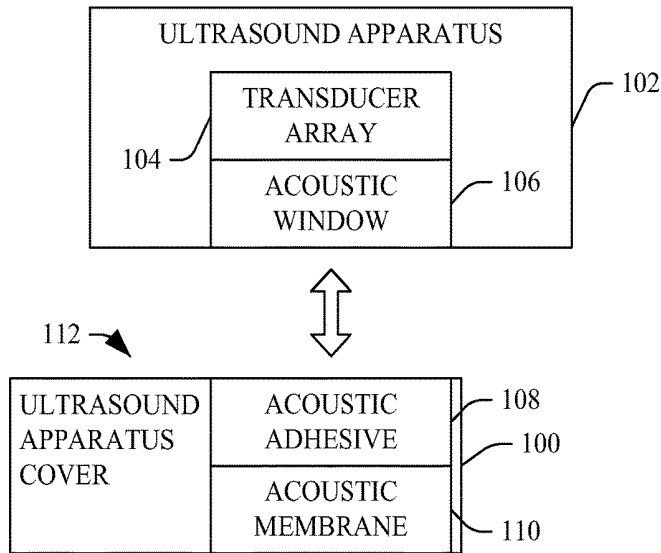 ULTRASOUND APPARATUS
102
TRANSDUCER
ARRAY
104
ACOUSTIC
WINDOW
106
112
ULTRASOUND
APPARATUS
COVER
ACOUSTIC
ADHESIVE
108
100
ACOUSTIC
MEMBRANE
110